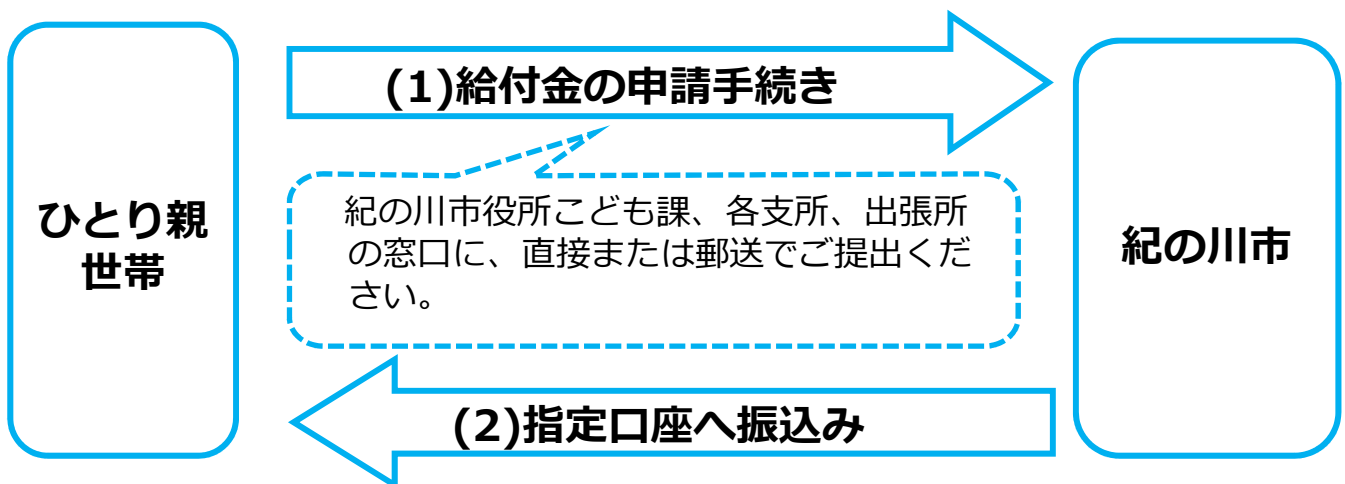 (1)給付金の申請手続き
ひとり親
世帯
紀の川市役所こども課、各支所、出張所
の窓口に、直接または郵送でご提出くだ
さい。
紀の川市
(2)指定口座へ振込み